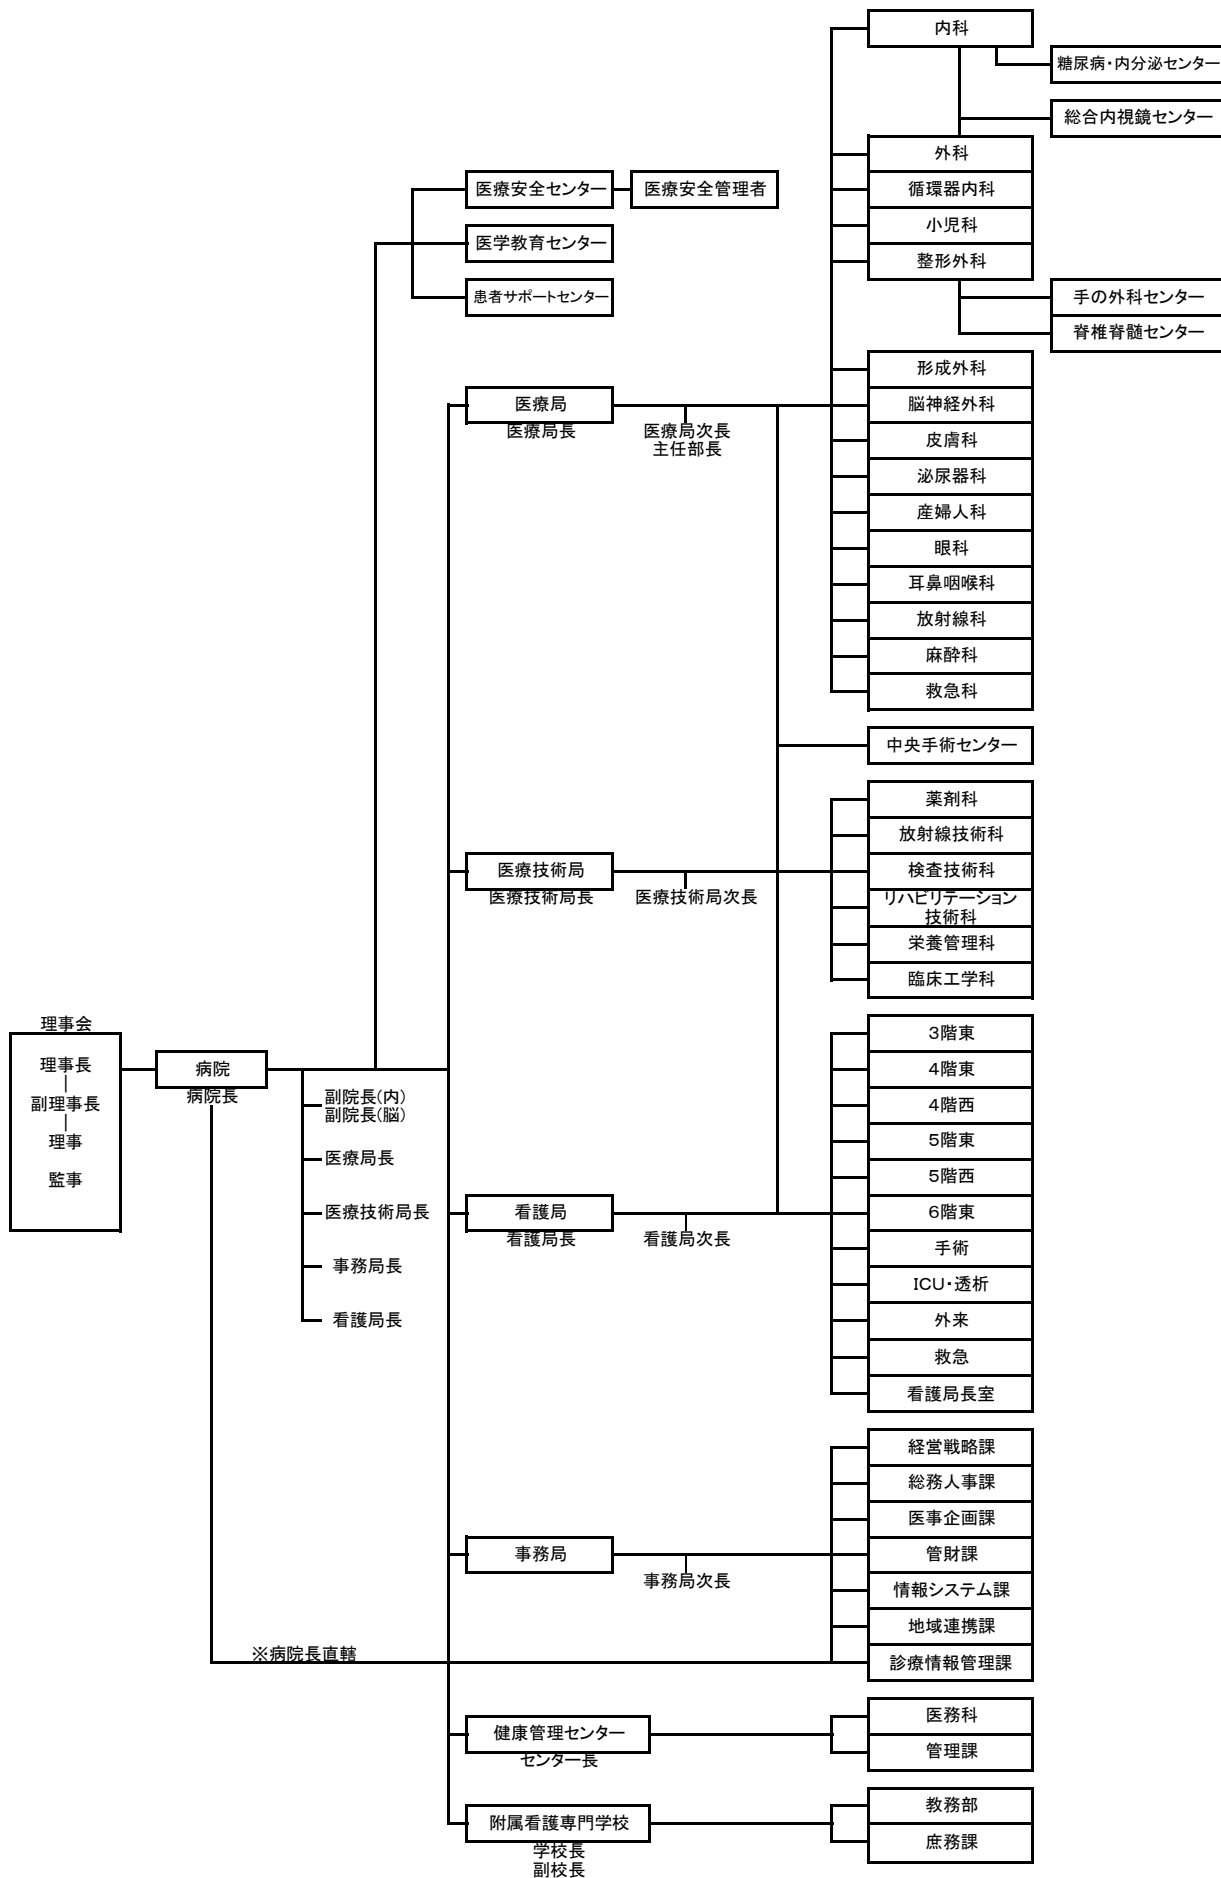 内科
糖尿病・内分泌センター
総合内視鏡センター
外科
医療安全センター
医療安全管理者
循環器内科
小児科
医学教育センター
整形外科
患者サポートセンター
手の外科センター
脊椎脊髄センター
形成外科
医療局
医療局長
医療局次長
主任部長
脳神経外科
皮膚科
泌尿器科
産婦人科
眼科
耳鼻咽喉科
放射線科
麻酔科
救急科
中央手術センター
薬剤科
放射線技術科
医療技術局
医療技術局長
医療技術局次長
検査技術科
リハビリテーション
技術科
栄養管理科
臨床工学科
理事会
理事長
|
副理事長
|
理事
監事
病院
病院長
副院長(内)
副院長(脳)
医療局長
医療技術局長
事務局長
看護局長
3階東
4階東
4階西
5階東
5階西
看護局
看護局長
看護局次長
6階東
手術
ICU・透析
外来
救急
看護局長室
経営戦略課
総務人事課
医事企画課
事務局
事務局次長
管財課
情報システム課
地域連携課
※病院長直轄
診療情報管理課
健康管理センター
センター長
医務科
管理課
附属看護専門学校
学校長
副校長
教務部
庶務課